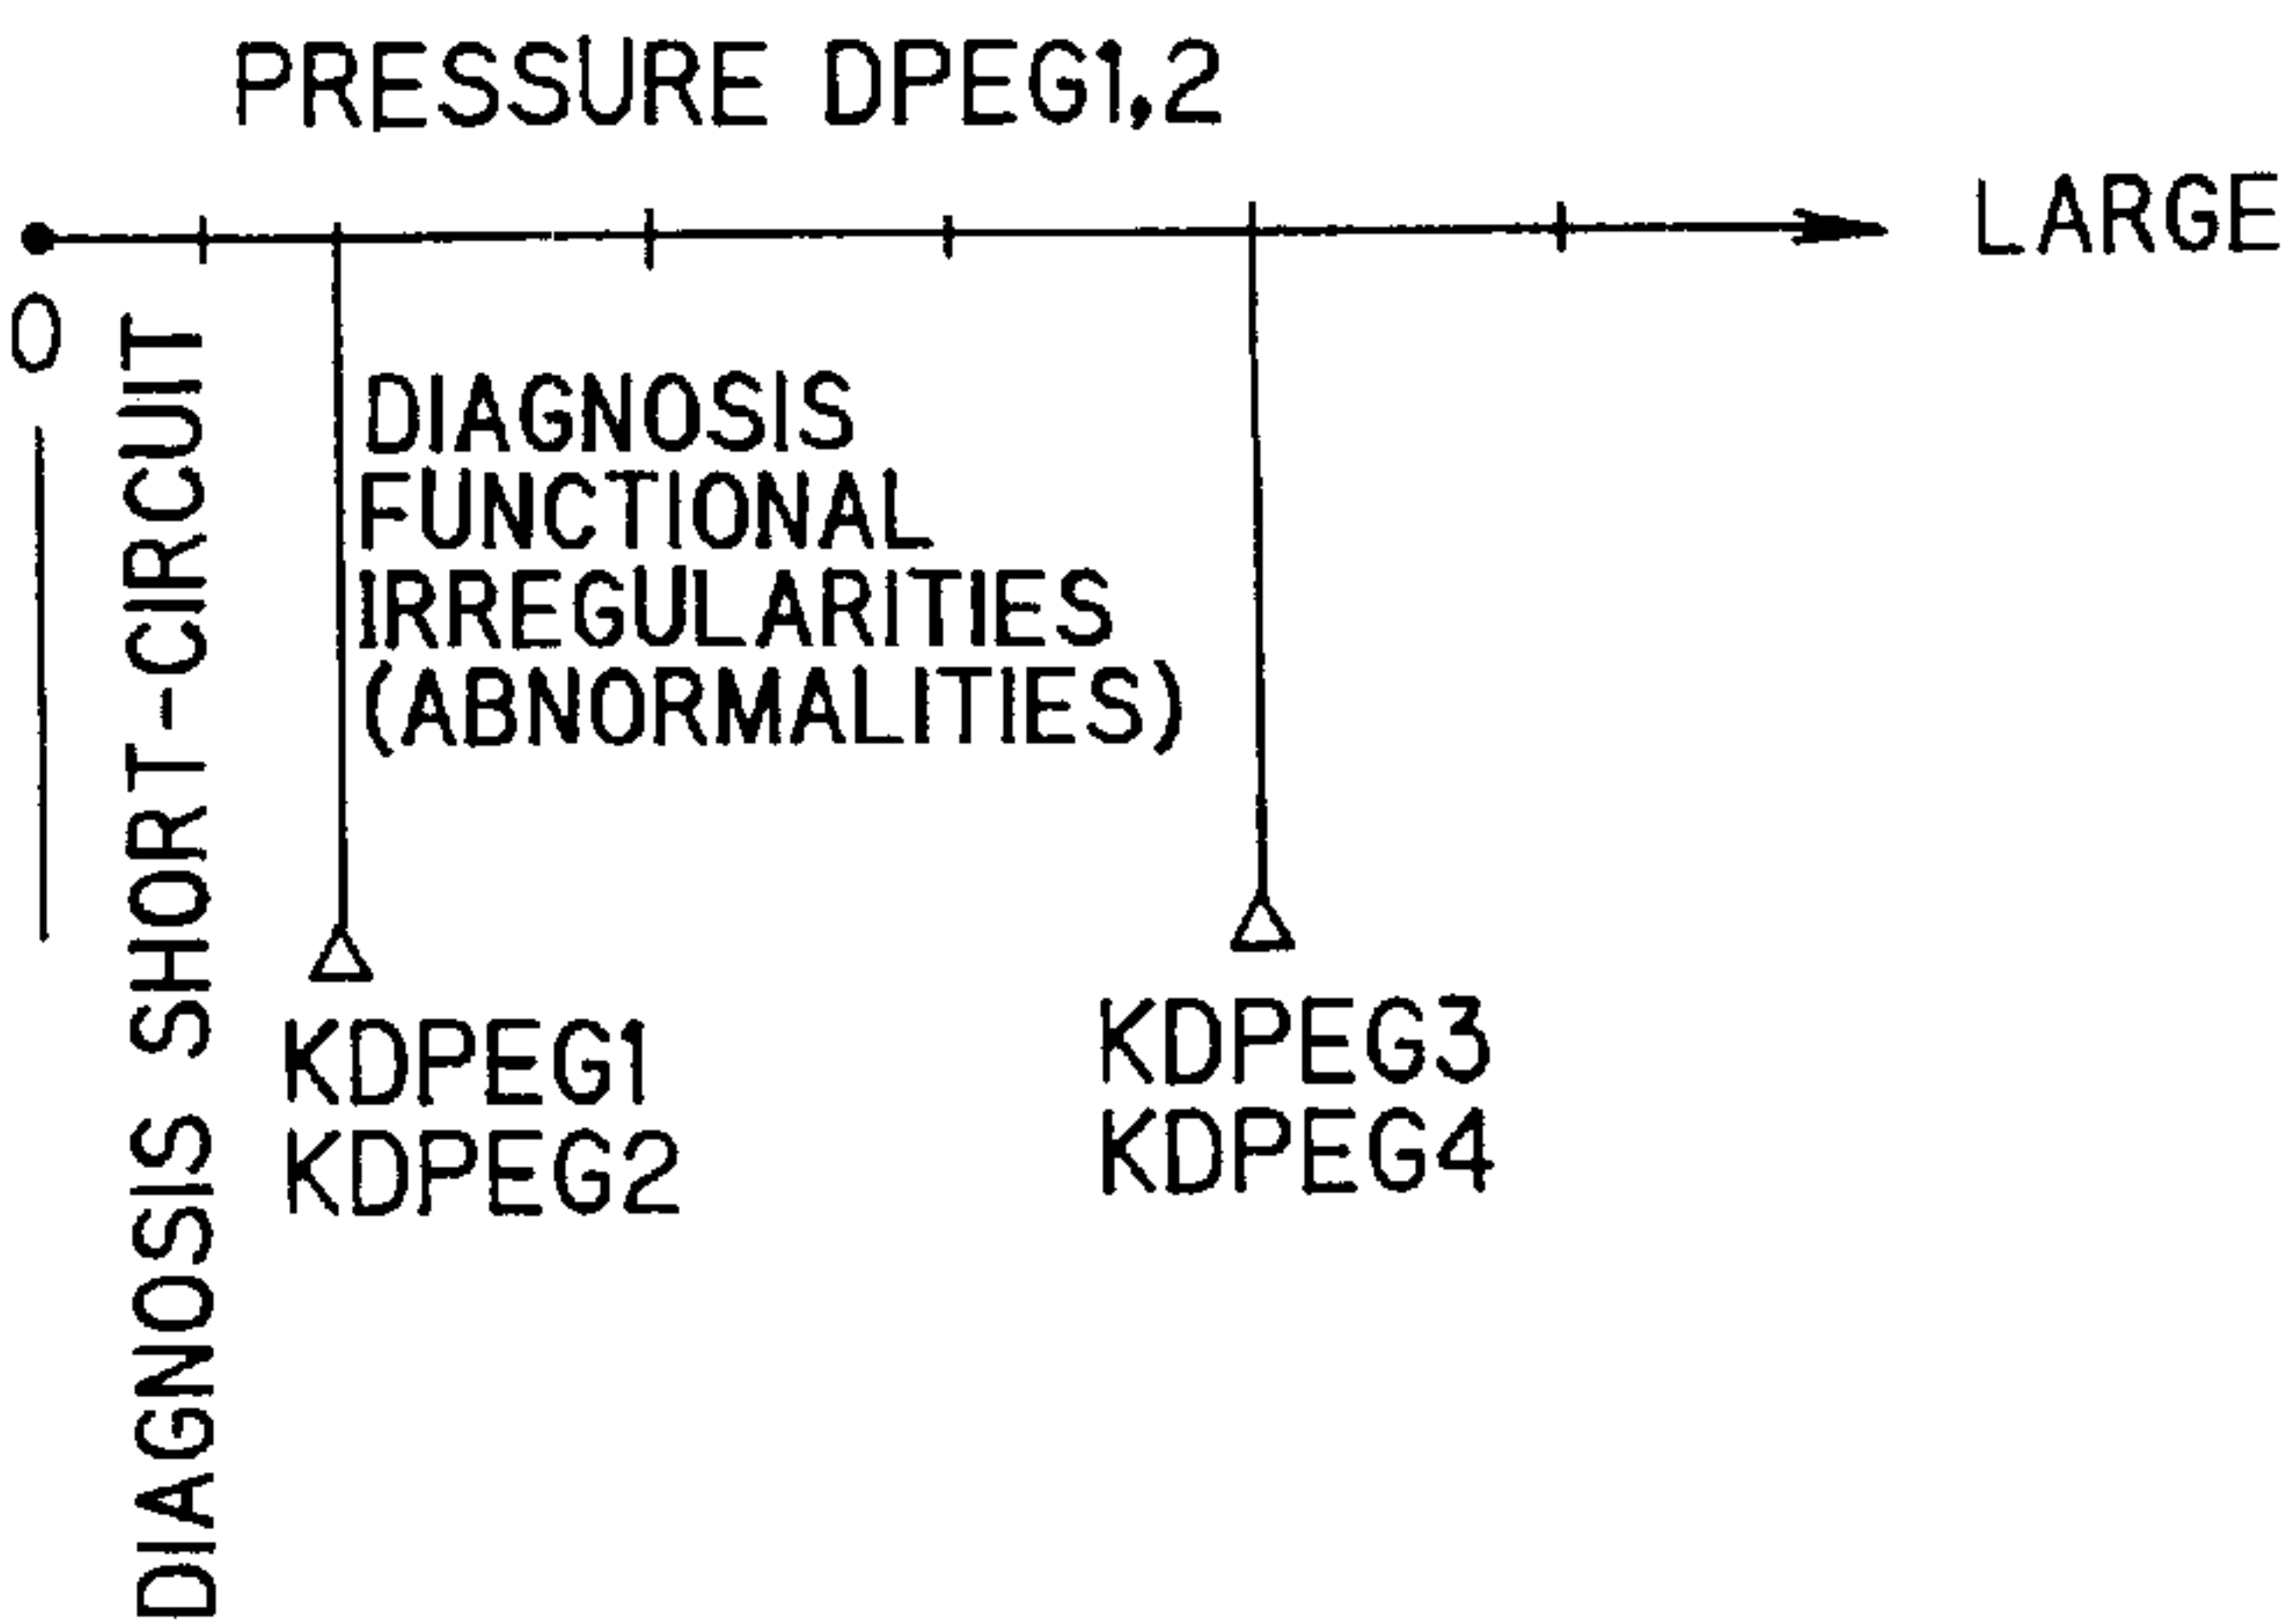 PRESSURE DPEG1,2
LARGE
0
DIAGNOSIS SHORT-CIRCUIT
DIAGNOSIS
FUNCTIONAL
IRREGULARITIES
(ABNORMALITIES)
KDPEG1
KDPEG2
KDPEG3
KDPEG4